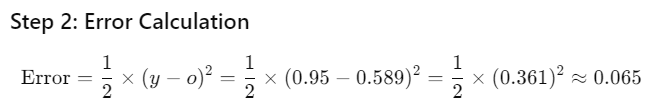 Step 2: Error Calculation
Error = 1/2 × (y − o)² = 1/2 × (0.95 − 0.589)² = 1/2 × (0.361)² ≈ 0.065